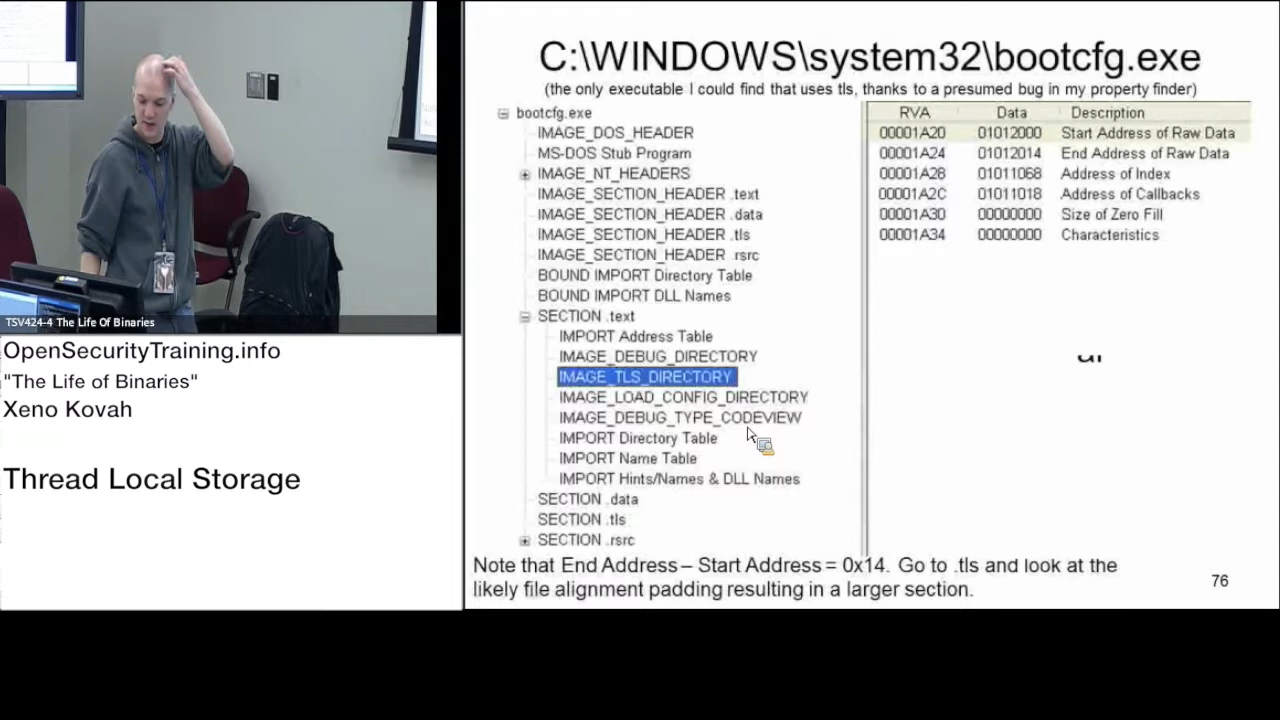 TSV424-4 The Life Of Binaries
OpenSecurityTraining.info
"The Life of Binaries"
Xeno Kovah
Thread Local Storage
C:\WINDOWS\system32\bootcfg.exe
(the only executable I could find that uses tls, thanks to a presumed bug in my property finder)
bootcfg.exe
IMAGE_DOS_HEADER
MS-DOS Stub Program
IMAGE_NT_HEADERS
IMAGE_SECTION_HEADER .text
IMAGE_SECTION_HEADER .data
IMAGE_SECTION_HEADER .tls
IMAGE_SECTION_HEADER .rsrc
BOUND IMPORT Directory Table
BOUND IMPORT DLL Names
SECTION .text
IMPORT Address Table
IMAGE_DEBUG_DIRECTORY
IMAGE_TLS_DIRECTORY
IMAGE_LOAD_CONFIG_DIRECTORY
IMAGE_DEBUG_TYPE_CODEVIEW
IMPORT Directory Table
IMPORT Name Table
IMPORT Hints/Names & DLL Names
SECTION .data
SECTION .tls
SECTION .rsrc
RVA Data Description
00001A20 01012000 Start Address of Raw Data
00001A24 01012014 End Address of Raw Data
00001A28 01011068 Address of Index
00001A2C 01011018 Address of Callbacks
00001A30 00000000 Size of Zero Fill
00001A34 00000000 Characteristics
Note that End Address – Start Address = 0x14. Go to .tls and look at the
likely file alignment padding resulting in a larger section.
76